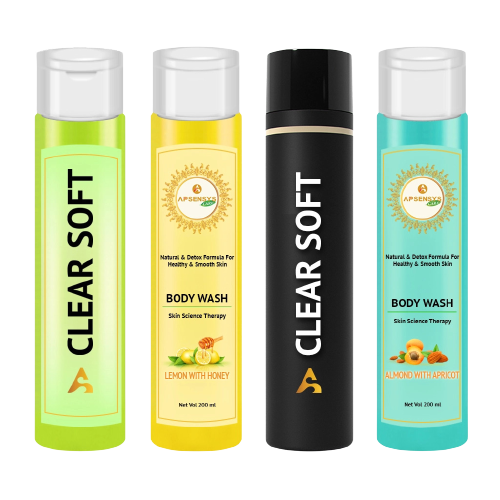 CLEAR SOFT
APSENSYS
Natural & Detox Formula For
Healthy & Smooth Skin
BODY WASH
Skin Science Therapy
LEMON WITH HONEY
Net Vol 200 ml
CLEAR SOFT
APSENSYS
Natural & Detox Formula For
Healthy & Smooth Skin
BODY WASH
Skin Science Therapy
ALMOND WITH APRICOT
Net Vol 200 ml